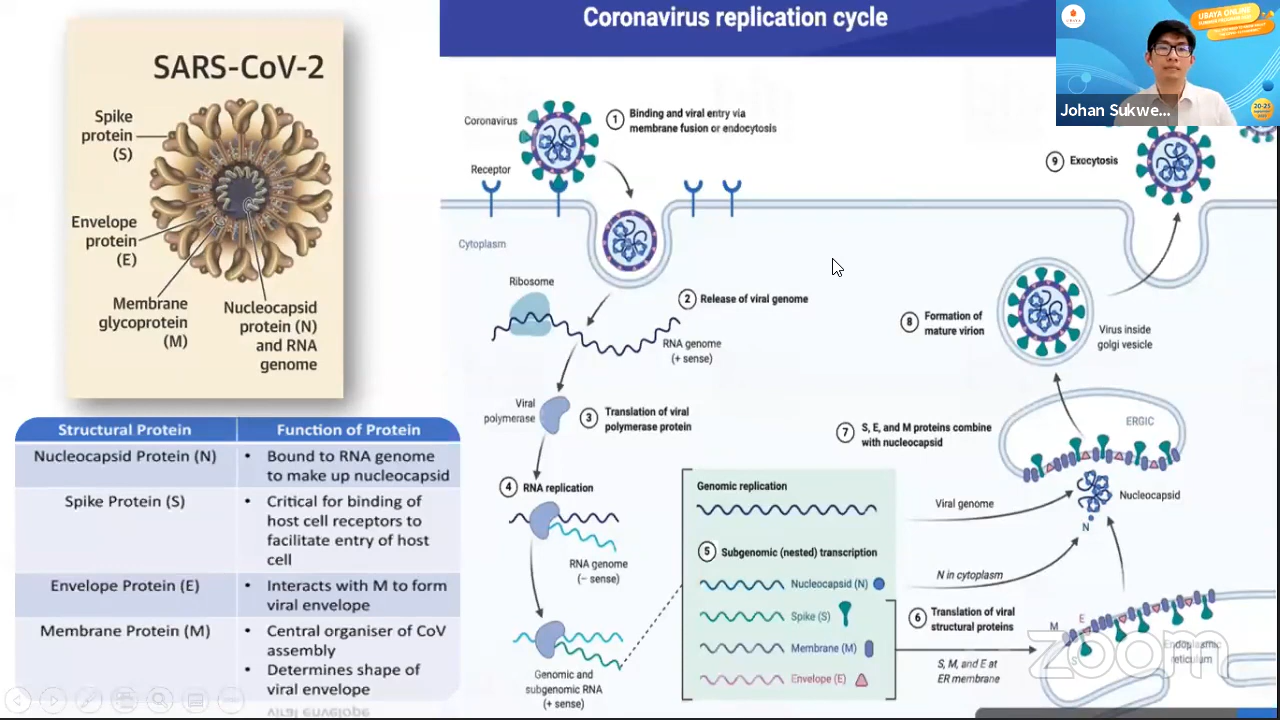 SARS-CoV-2
Spike
protein
(S)
Envelope
protein
(E)
Membrane
glycoprotein
(M)
Nucleocapsid
protein (N)
and RNA
genome
Structural Protein
Function of Protein
Nucleocapsid Protein (N)
• Bound to RNA genome
to make up nucleocapsid
Spike Protein (S)
• Critical for binding of
host cell receptors to
facilitate entry of host
cell
Envelope Protein (E)
• Interacts with M to form
viral envelope
Membrane Protein (M)
• Central organiser of CoV
assembly
• Determines shape of
viral envelope
Coronavirus replication cycle
Coronavirus
1 Binding and viral entry via
membrane fusion or endocytosis
Receptor
Cytoplasm
Ribosome
2 Release of viral genome
RNA genome
(+ sense)
Viral
polymerase
3 Translation of viral
polymerase protein
4 RNA replication
RNA genome
(− sense)
Genomic and
subgenomic RNA
(+ sense)
Genomic replication
5 Subgenomic (nested) transcription
Nucleocapsid (N)
Spike (S)
Membrane (M)
Envelope (E)
6 Translation of viral
structural proteins
S, M, and E at
ER membrane
M
E
S
Endoplasmic
reticulum
Viral genome
N in cytoplasm
N
Nucleocapsid
7 S, E, and M proteins combine
with nucleocapsid
ERGIC
8 Formation of
mature virion
Virus inside
golgi vesicle
9 Exocytosis
UBAYA ONLINE
20-25
Johan Sukwe...
zoom